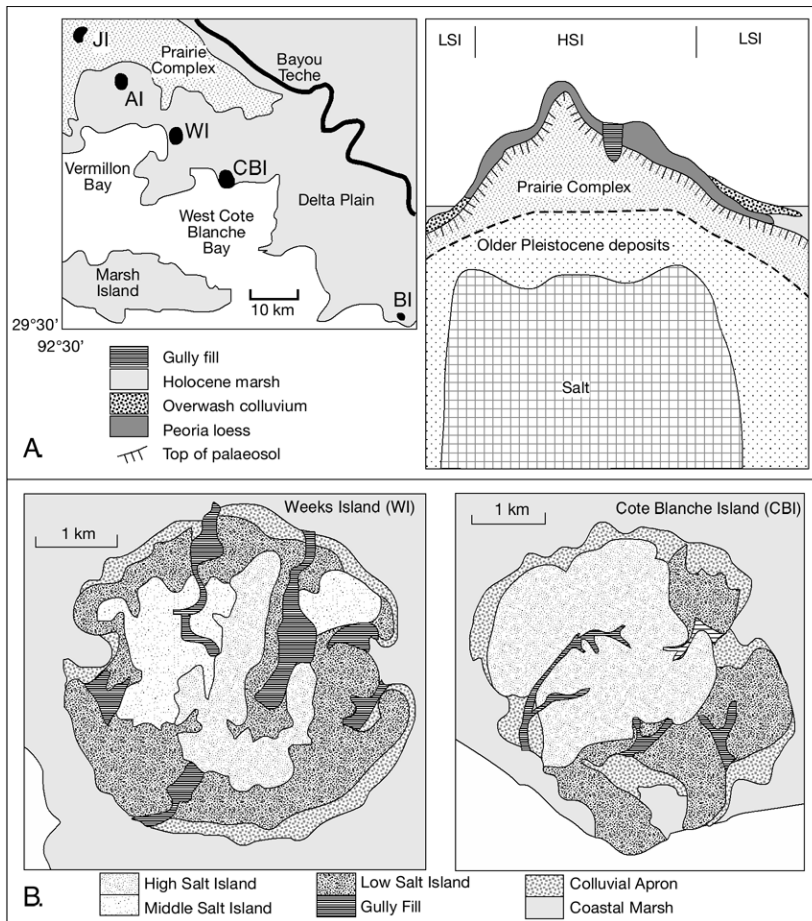 A.
JI
Prairie
Complex
Bayou
Teche
AI
WI
Vermillon
Bay
CBI
West Cote
Blanche
Bay
Delta Plain
Marsh
Island
10 km
BI
29°30'
92°30'
Gully fill
Holocene marsh
Overwash colluvium
Peoria loess
Top of palaeosol
LSI
HSI
LSI
Prairie Complex
Older Pleistocene deposits
Salt
B.
Weeks Island (WI)
1 km
Cote Blanche Island (CBI)
1 km
High Salt Island
Middle Salt Island
Low Salt Island
Gully Fill
Colluvial Apron
Coastal Marsh